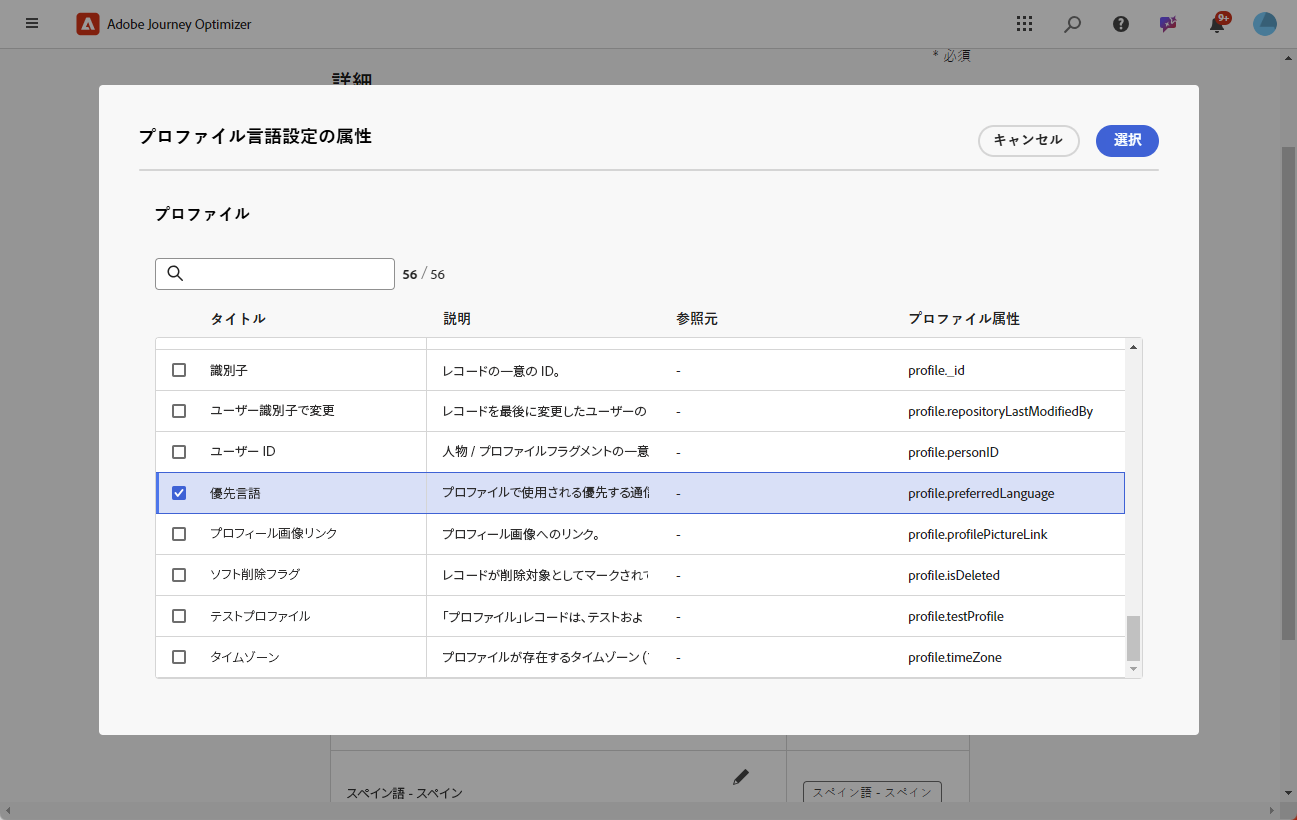 Adobe Journey Optimizer
9+
* 必須
詳細
プロファイル言語設定の属性
キャンセル
選択
プロファイル
56 / 56
タイトル 説明 参照元 プロファイル属性
識別子 レコードの一意の ID。 - profile._id
ユーザー識別子で変更 レコードを最後に変更したユーザーの - profile.repositoryLastModifiedBy
ユーザー ID 人物 / プロファイルフラグメントの一意 - profile.personID
優先言語 プロファイルで使用される優先する通信 - profile.preferredLanguage
プロフィール画像リンク プロフィール画像へのリンク。 - profile.profilePictureLink
ソフト削除フラグ レコードが削除対象としてマークされて - profile.isDeleted
テストプロファイル 「プロファイル」レコードは、テストおよ - profile.testProfile
タイムゾーン プロファイルが存在するタイムゾーン ( - profile.timeZone
スペイン語 - スペイン
スペイン語 - スペイン